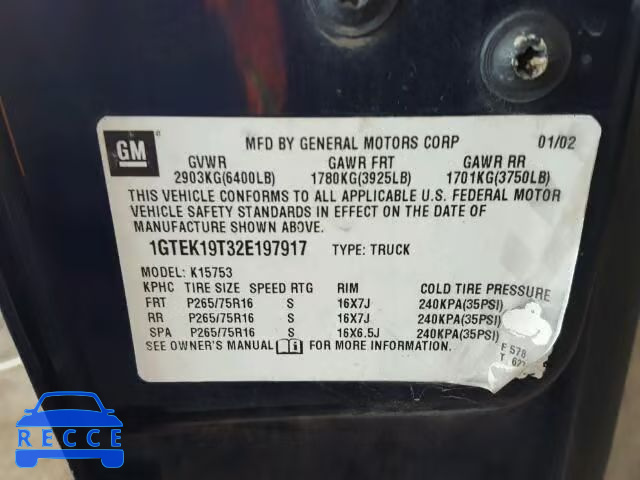 GM
MFD BY GENERAL MOTORS CORP 01/02
GVWR GAWR FRT GAWR RR
2903KG(6400LB) 1780KG(3925LB) 1701KG(3750LB)
THIS VEHICLE CONFORMS TO ALL APPLICABLE U.S. FEDERAL MOTOR
VEHICLE SAFETY STANDARDS IN EFFECT ON THE DATE OF
MANUFACTURE SHOWN ABOVE.
1GTEK19T32E197917 TYPE: TRUCK
MODEL: K15753
KPHC TIRE SIZE SPEED RTG RIM COLD TIRE PRESSURE
FRT P265/75R16 S 16X7J 240KPA(35PSI)
RR P265/75R16 S 16X7J 240KPA(35PSI)
SPA P265/75R16 S 16X6.5J 240KPA(35PSI)
SEE OWNER'S MANUAL FOR MORE INFORMATION.
F 578
T
BIDFAX